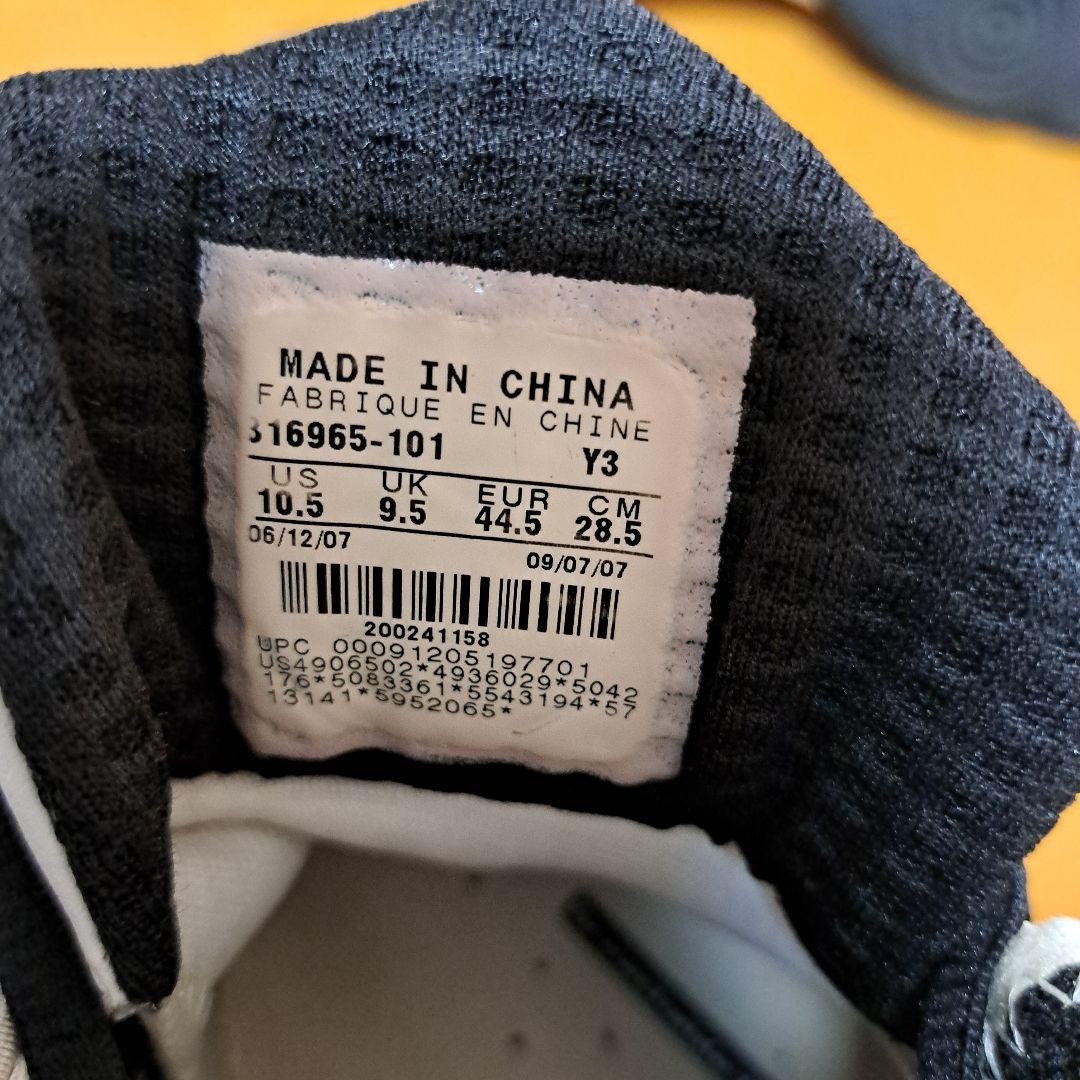 MADE IN CHINA
FABRIQUE EN CHINE
316965-101 Y3
US UK EUR CM
10.5 9.5 44.5 28.5
06/12/07 09/07/07
200241158
UPC 00091205197701
US4906502*4936029*5042
176*5083361*5543194*57
13141*5952065*